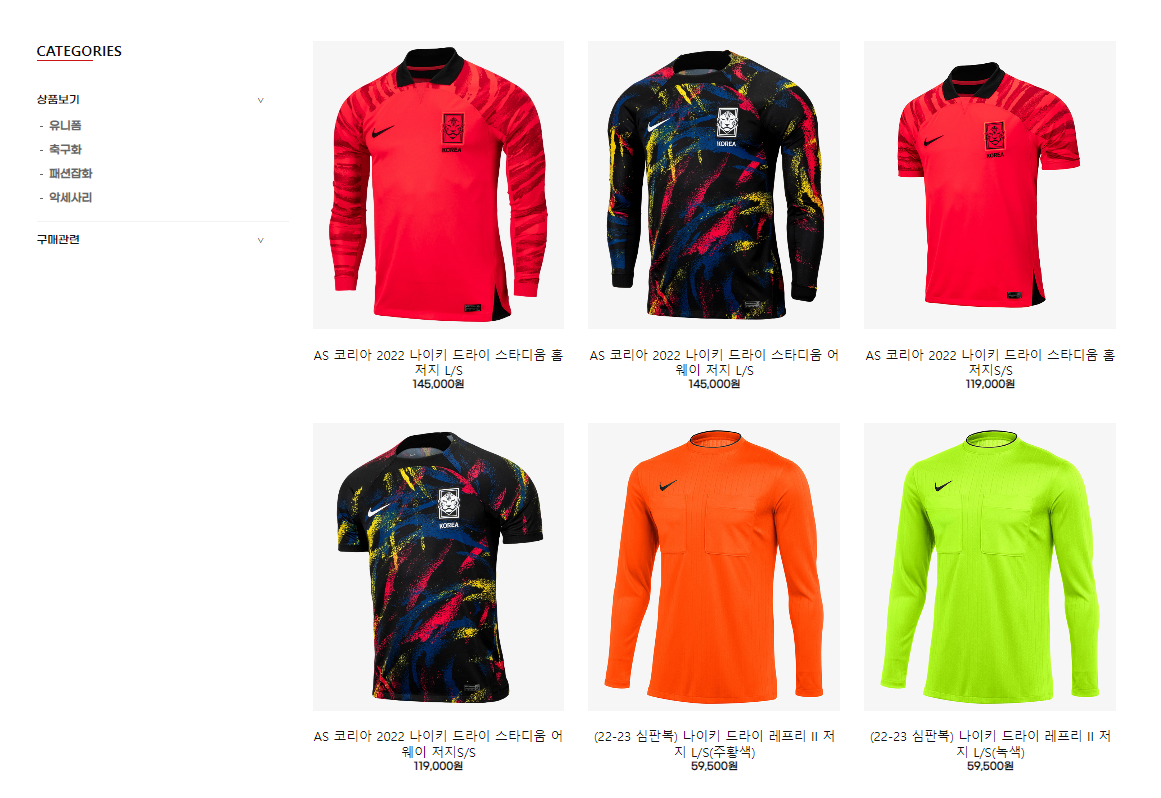 CATEGORIES
상품보기
- 유니폼
- 축구화
- 패션잡화
- 악세사리
구매관련
KOREA
KOREA
KOREA
AS 코리아 2022 나이키 드라이 스타디움 홈
저지 L/S
145,000원
AS 코리아 2022 나이키 드라이 스타디움 어
웨이 저지 L/S
145,000원
AS 코리아 2022 나이키 드라이 스타디움 홈
저지S/S
119,000원
KOREA
AS 코리아 2022 나이키 드라이 스타디움 어
웨이 저지S/S
119,000원
(22-23 심판복) 나이키 드라이 레프리 II 저
지 L/S(주황색)
59,500원
(22-23 심판복) 나이키 드라이 레프리 II 저
지 L/S(녹색)
59,500원